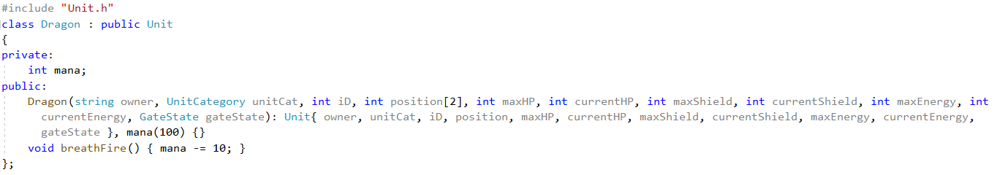 #include "Unit.h"
class Dragon : public Unit
{
private:
    int mana;
public:
    Dragon(string owner, UnitCategory unitCat, int iD, int position[2], int maxHP, int currentHP, int maxShield, int currentShield, int maxEnergy, int
      currentEnergy, GateState gateState): Unit{ owner, unitCat, iD, position, maxHP, currentHP, maxShield, currentShield, maxEnergy, currentEnergy,
      gateState }, mana(100) {}
    void breathFire() { mana -= 10; }
};